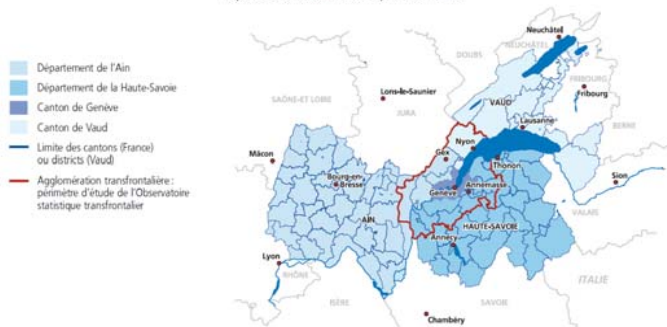 Département de l'Ain
Département de la Haute-Savoie
Canton de Genève
Canton de Vaud
Limite des cantons (France)
ou districts (Vaud)
Agglomération transfrontalière :
périmètre d'étude de l'Observatoire
statistique transfrontalier
Neuchâtel
DOUBS
NEUCHÂTEL
FRIBOURG
Fribourg
Lons-le-Saunier
SAÔNE ET LOIRE
JURA
VAUD
Lausanne
BERNE
Nyon
Mâcon
Gex
Thonon
Bourg-en-
Bresse
Genève
Annemasse
Sion
VALAIS
AIN
HAUTE-SAVOIE
Annecy
Lyon
RHÔNE
ITALIE
ISÈRE
SAVOIE
Chambéry